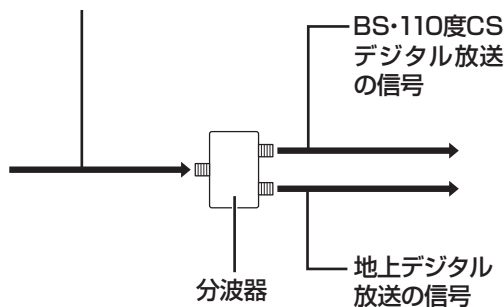 BS・110度CS
デジタル放送
の信号
分波器
地上デジタル
放送の信号